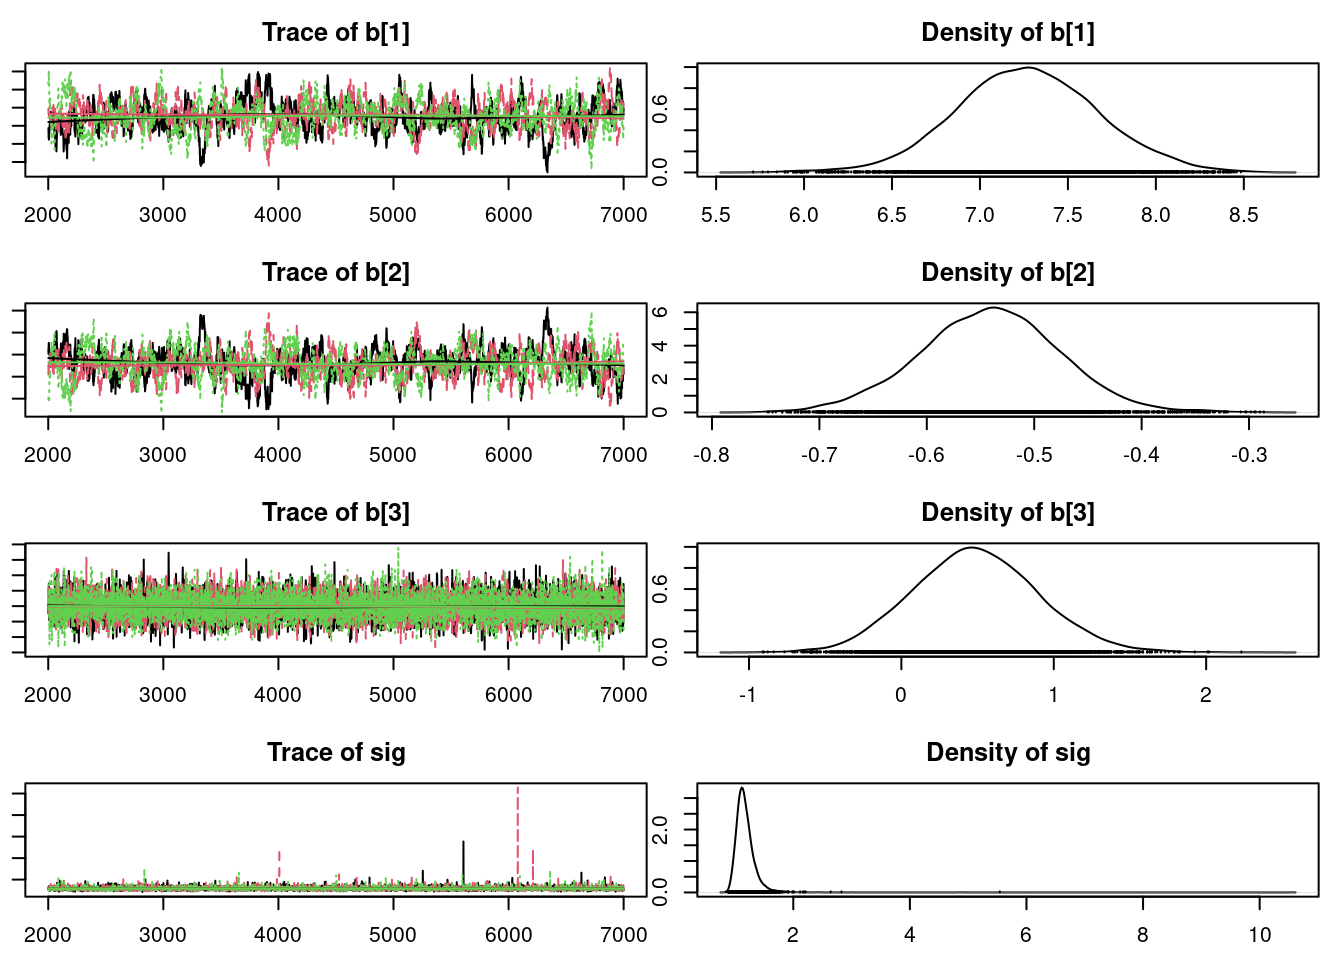 Trace of b[1]
2000 3000 4000 5000 6000 7000
Density of b[1]
0.0 0.6
5.5 6.0 6.5 7.0 7.5 8.0 8.5
Trace of b[2]
2000 3000 4000 5000 6000 7000
Density of b[2]
0 2 4 6
-0.8 -0.7 -0.6 -0.5 -0.4 -0.3
Trace of b[3]
2000 3000 4000 5000 6000 7000
Density of b[3]
0.0 0.6
-1 0 1 2
Trace of sig
2000 3000 4000 5000 6000 7000
Density of sig
0.0 2.0
2 4 6 8 10